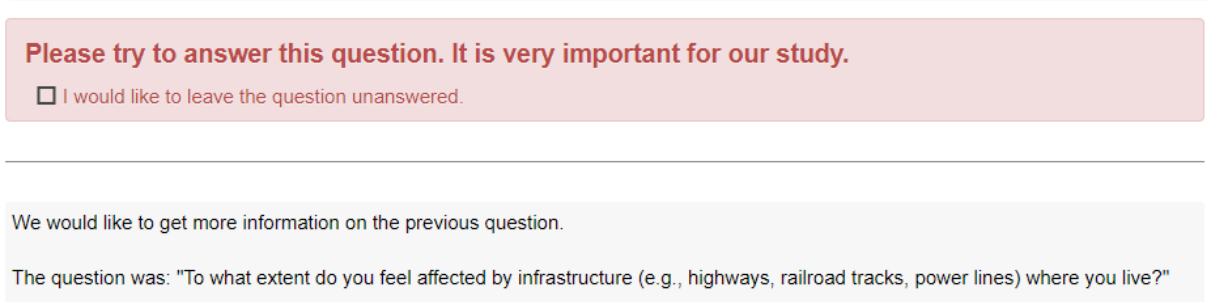 Please try to answer this question. It is very important for our study.
I would like to leave the question unanswered.
We would like to get more information on the previous question.
The question was: "To what extent do you feel affected by infrastructure (e.g., highways, railroad tracks, power lines) where you live?"